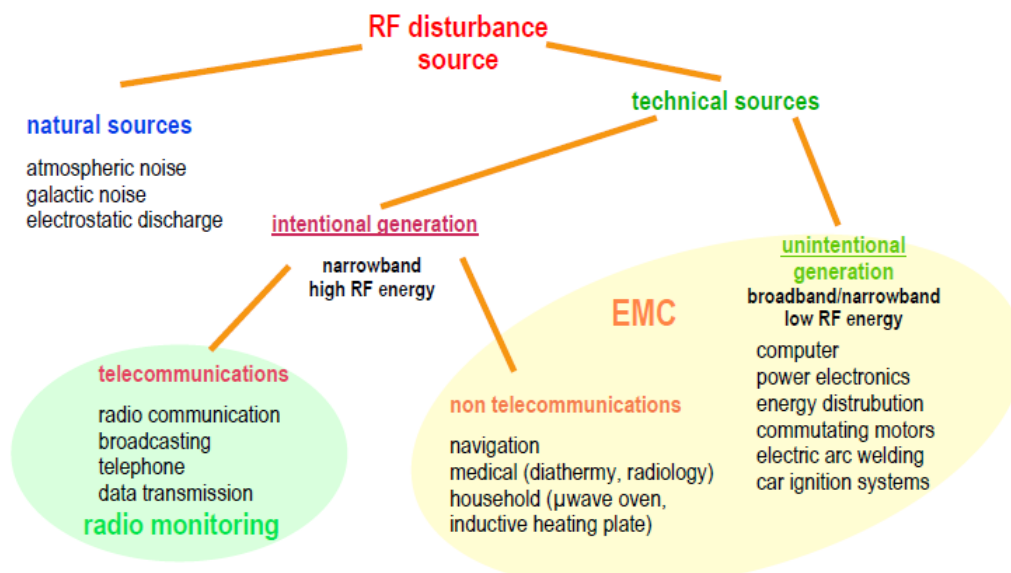 RF disturbance
source
natural sources
atmospheric noise
galactic noise
electrostatic discharge
technical sources
intentional generation
narrowband
high RF energy
unintentional
generation
broadband/narrowband
low RF energy
computer
power electronics
energy distrubution
commutating motors
electric arc welding
car ignition systems
EMC
telecommunications
radio communication
broadcasting
telephone
data transmission
radio monitoring
non telecommunications
navigation
medical (diathermy, radiology)
household (µwave oven,
inductive heating plate)